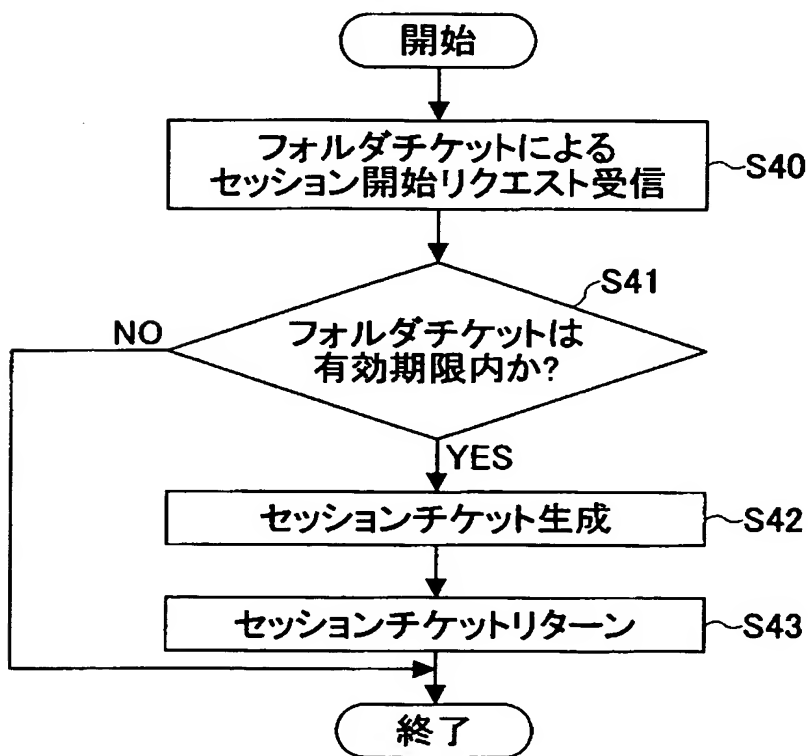 開始
フォルダチケットによる
セッション開始リクエスト受信
S40
S41
NO
フォルダチケットは
有効期限内か?
YES
セッションチケット生成
S42
セッションチケットリターン
S43
終了